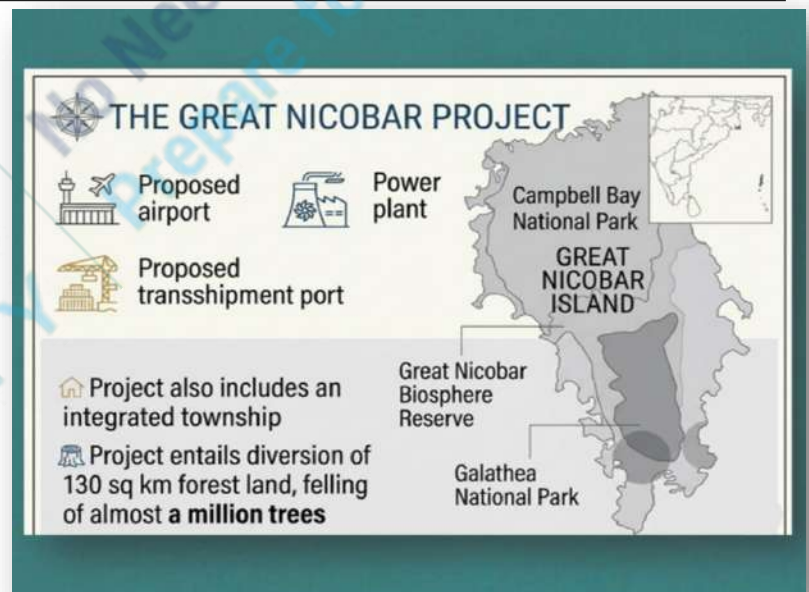 THE GREAT NICOBAR PROJECT
Proposed
airport
Power
plant
Proposed
transshipment port
Campbell Bay
National Park
GREAT
NICOBAR
ISLAND
Great Nicobar
Biosphere
Reserve
Galathea
National Park
Project also includes an
integrated township
Project entails diversion of
130 sq km forest land, felling
of almost a million trees
No
Prepare